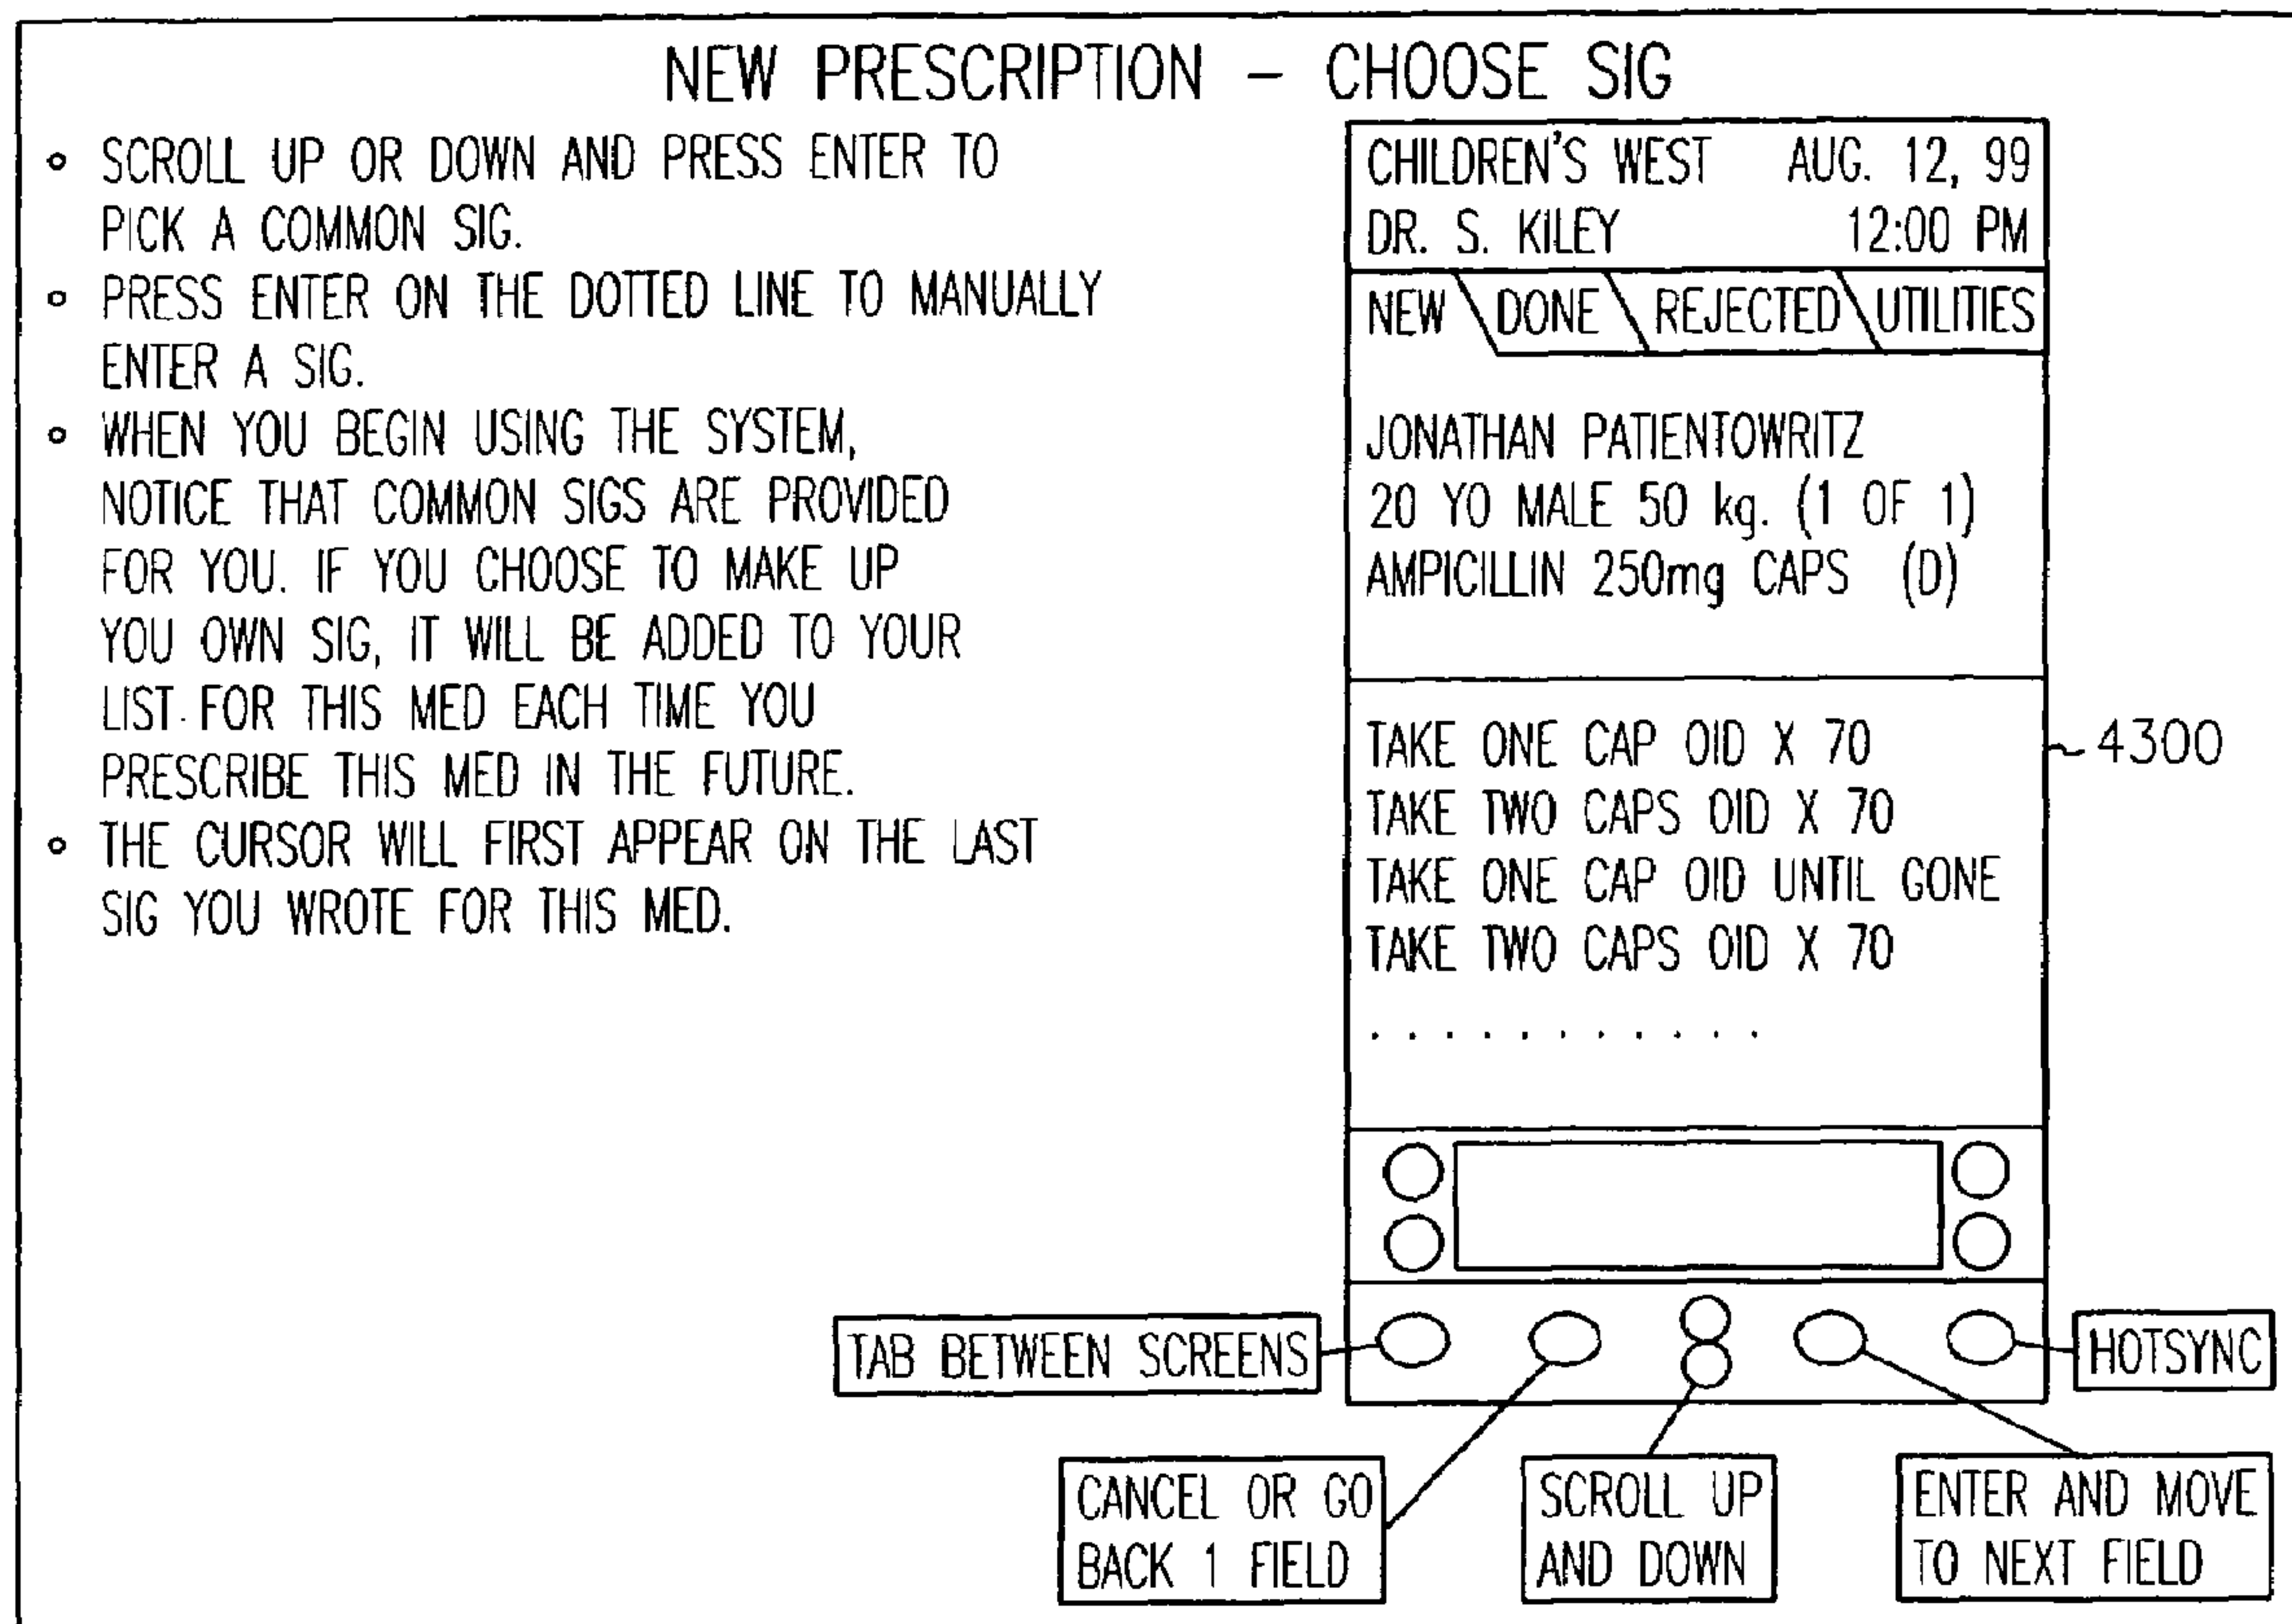 NEW PRESCRIPTION – CHOOSE SIG
∘ SCROLL UP OR DOWN AND PRESS ENTER TO
PICK A COMMON SIG.
∘ PRESS ENTER ON THE DOTTED LINE TO MANUALLY
ENTER A SIG.
∘ WHEN YOU BEGIN USING THE SYSTEM,
NOTICE THAT COMMON SIGS ARE PROVIDED
FOR YOU. IF YOU CHOOSE TO MAKE UP
YOU OWN SIG, IT WILL BE ADDED TO YOUR
LIST FOR THIS MED EACH TIME YOU
PRESCRIBE THIS MED IN THE FUTURE.
∘ THE CURSOR WILL FIRST APPEAR ON THE LAST
SIG YOU WROTE FOR THIS MED.
CHILDREN'S WEST AUG. 12, 99
DR. S. KILEY 12:00 PM
NEW DONE REJECTED UTILITIES
JONATHAN PATIENTOWRITZ
20 YO MALE 50 kg. (1 OF 1)
AMPICILLIN 250mg CAPS (D)
TAKE ONE CAP OID X 70
TAKE TWO CAPS OID X 70
TAKE ONE CAP OID UNTIL GONE
TAKE TWO CAPS OID X 70
. . . . . . . . . . .
4300
TAB BETWEEN SCREENS
HOTSYNC
CANCEL OR GO
BACK 1 FIELD
SCROLL UP
AND DOWN
ENTER AND MOVE
TO NEXT FIELD